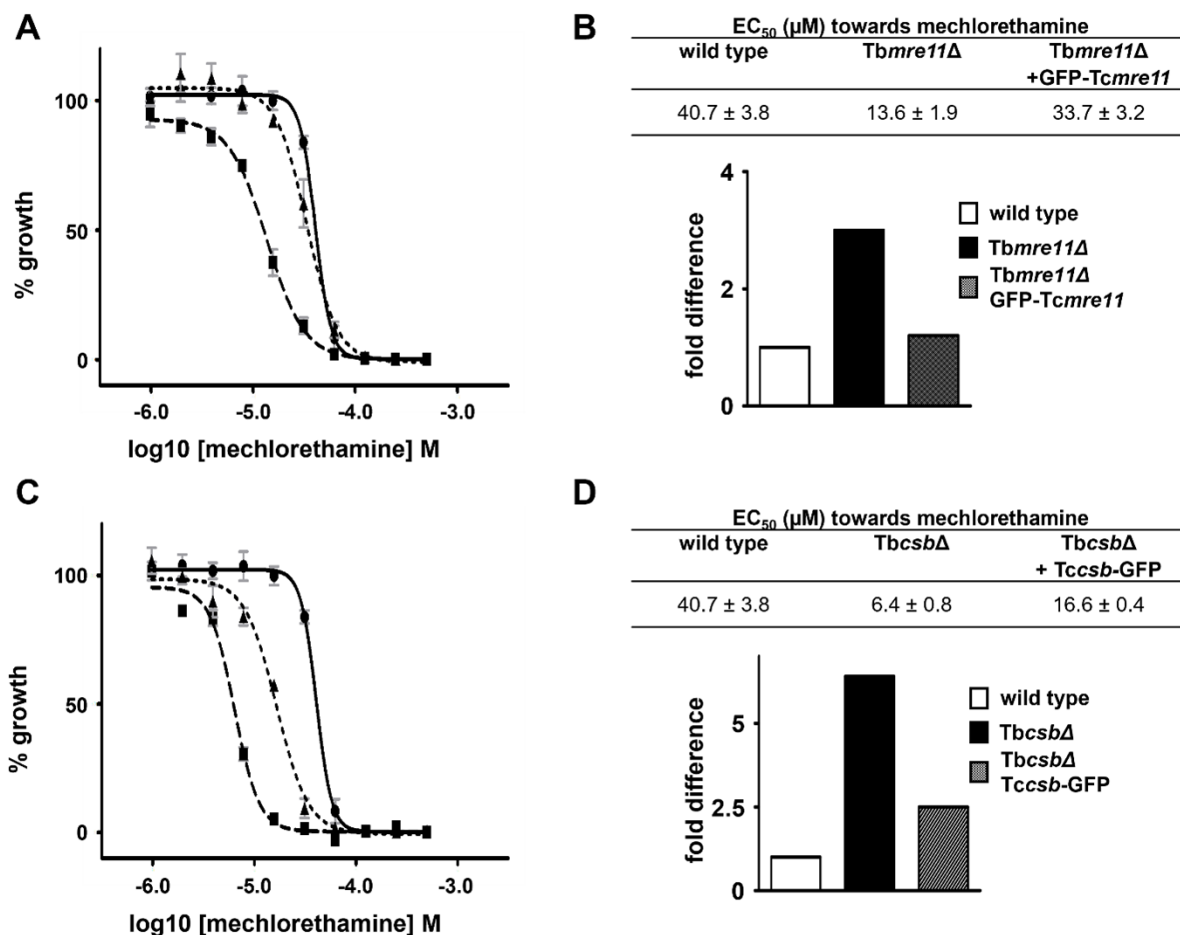 A
% growth
100
50
0
-6.0 -5.0 -4.0 -3.0
log10 [mechlorethamine] M
B
EC50 (µM) towards mechlorethamine
wild type Tbmre11Δ Tbmre11Δ
+GFP-Tcmre11
40.7 ± 3.8 13.6 ± 1.9 33.7 ± 3.2
fold difference
4
2
0
wild type
Tbmre11Δ
Tbmre11Δ
GFP-Tcmre11
C
% growth
100
50
0
-6.0 -5.0 -4.0 -3.0
log10 [mechlorethamine] M
D
EC50 (µM) towards mechlorethamine
wild type TbcsbΔ TbcsbΔ
+ Tccsb-GFP
40.7 ± 3.8 6.4 ± 0.8 16.6 ± 0.4
fold difference
5
2.5
0
wild type
TbcsbΔ
TbcsbΔ
Tccsb-GFP